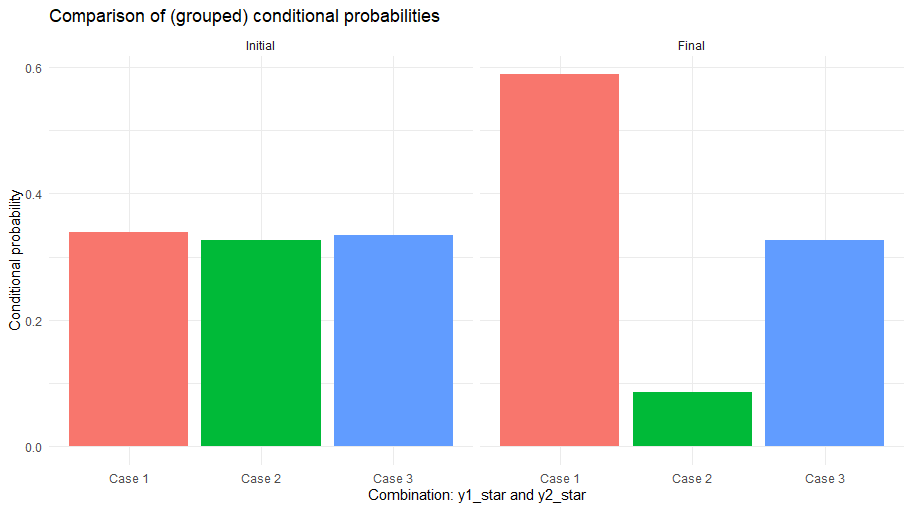 Comparison of (grouped) conditional probabilities
Initial
Final
Conditional probability
0.6
0.4
0.2
0.0
Case 1
Case 2
Case 3
Case 1
Case 2
Case 3
Combination: y1_star and y2_star